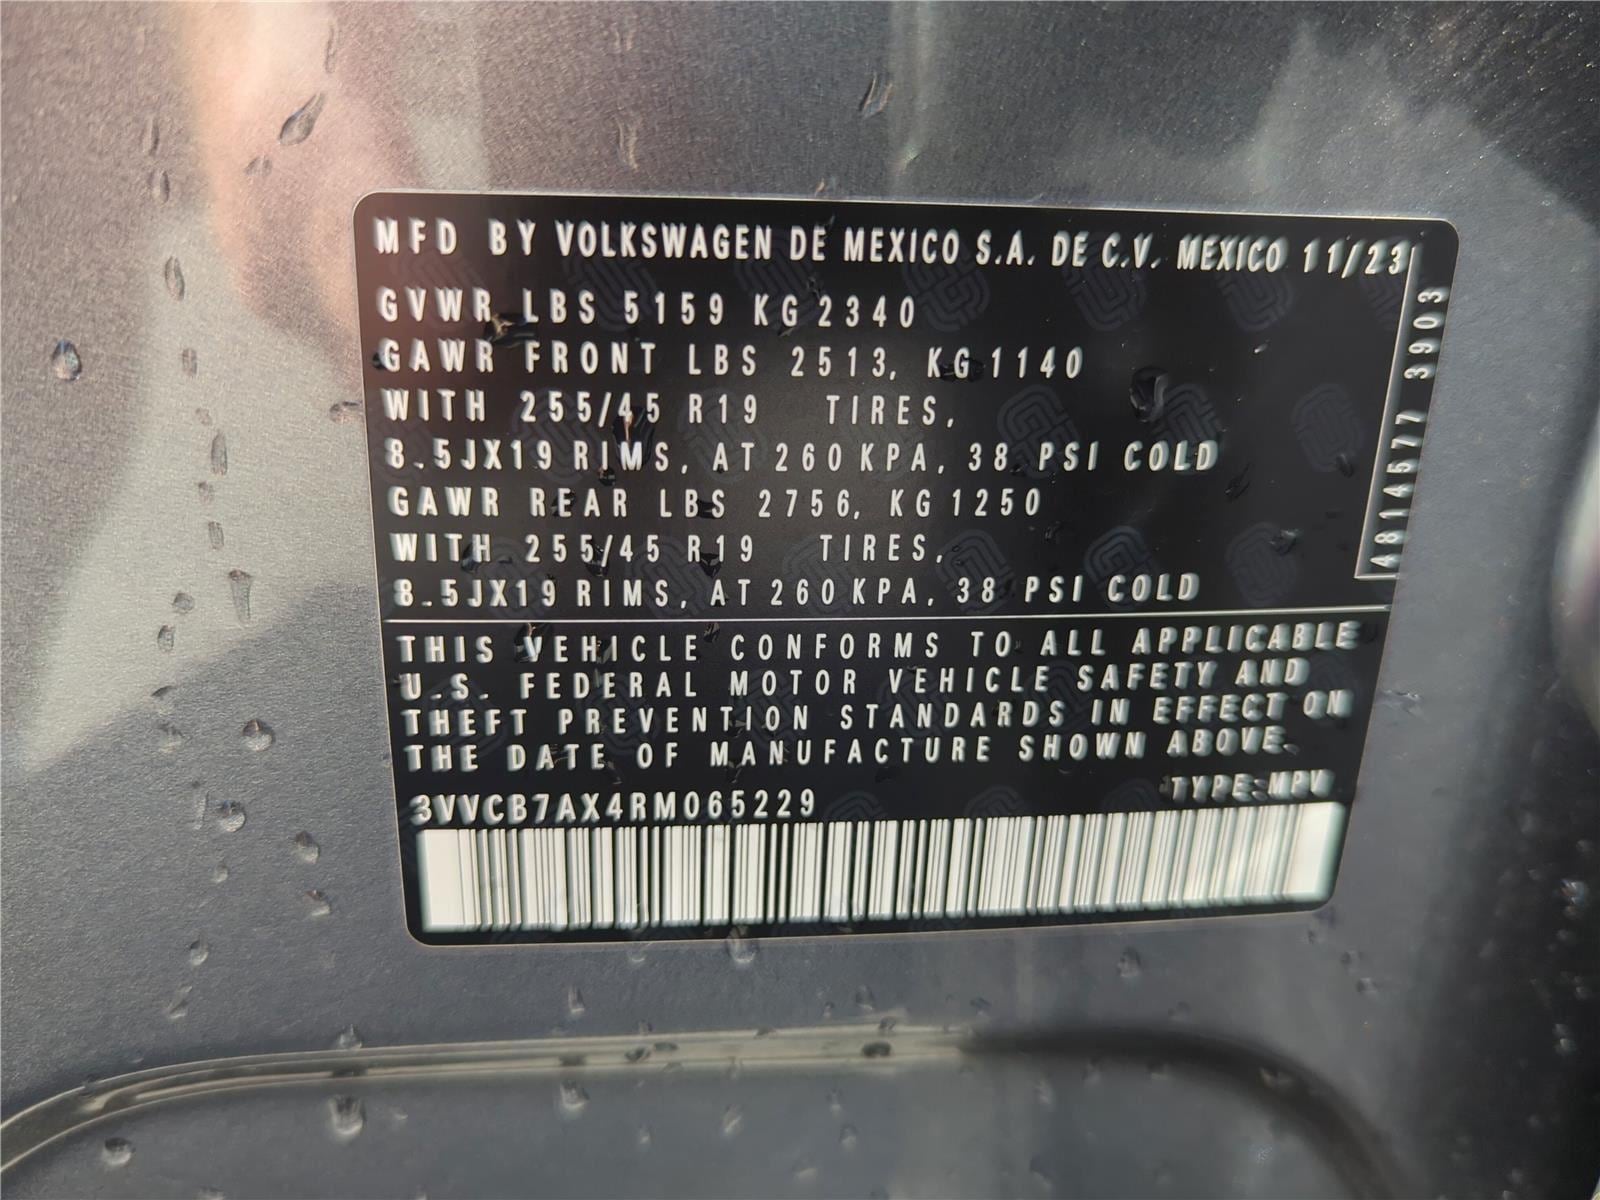 MFD BY VOLKSWAGEN DE MEXICO S.A. DE C.V. MEXICO 11/23
GVWR LBS 5159 KG 2340
GAWR FRONT LBS 2513, KG 1140
WITH 255/45 R19 TIRES,
8.5JX19 RIMS, AT 260 KPA, 38 PSI COLD
GAWR REAR LBS 2756, KG 1250
WITH 255/45 R19 TIRES,
8.5JX19 RIMS, AT 260 KPA, 38 PSI COLD
4814577 3903
THIS VEHICLE CONFORMS TO ALL APPLICABLE
U.S. FEDERAL MOTOR VEHICLE SAFETY AND
THEFT PREVENTION STANDARDS IN EFFECT ON
THE DATE OF MANUFACTURE SHOWN ABOVE.
TYPE:MPV
3VVCB7AX4RM065229